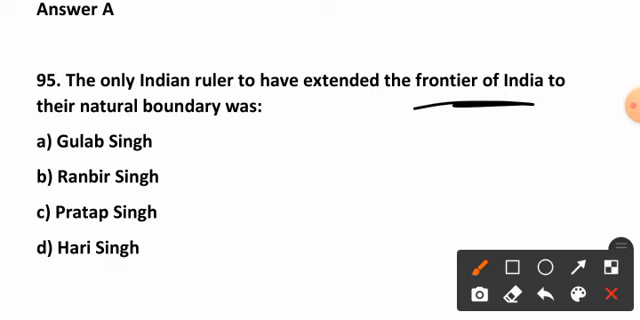 Answer A
95. The only Indian ruler to have extended the frontier of India to
their natural boundary was:
a) Gulab Singh
b) Ranbir Singh
c) Pratap Singh
d) Hari Singh